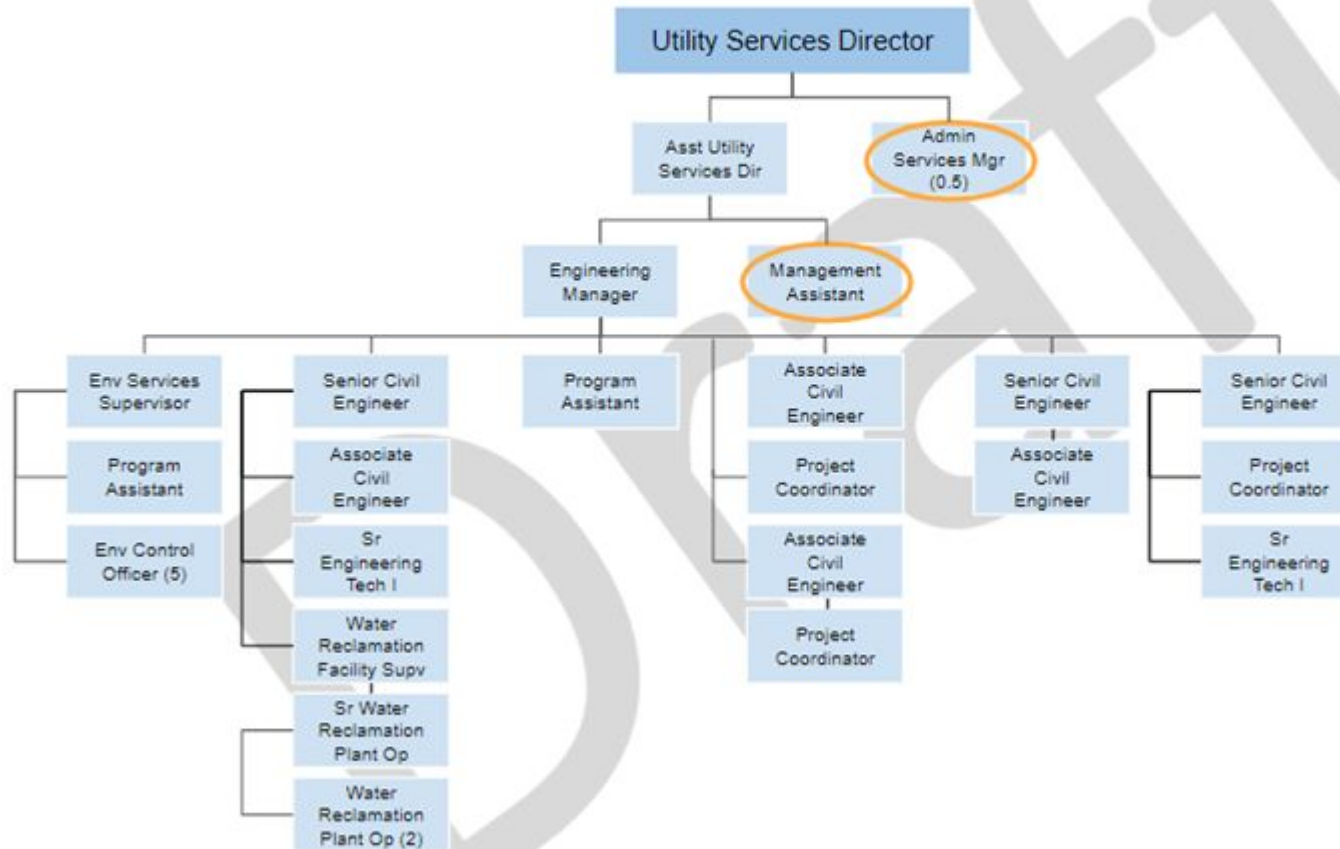 Utility Services Director
Asst Utility
Services Dir
Admin
Services Mgr
(0.5)
Engineering
Manager
Management
Assistant
Env Services
Supervisor
Program
Assistant
Env Control
Officer (5)
Senior Civil
Engineer
Associate
Civil
Engineer
Sr
Engineering
Tech I
Water
Reclamation
Facility Supv
Sr Water
Reclamation
Plant Op
Water
Reclamation
Plant Op (2)
Program
Assistant
Associate
Civil
Engineer
Project
Coordinator
Associate
Civil
Engineer
Project
Coordinator
Senior Civil
Engineer
Associate
Civil
Engineer
Senior Civil
Engineer
Project
Coordinator
Sr
Engineering
Tech I
Draft